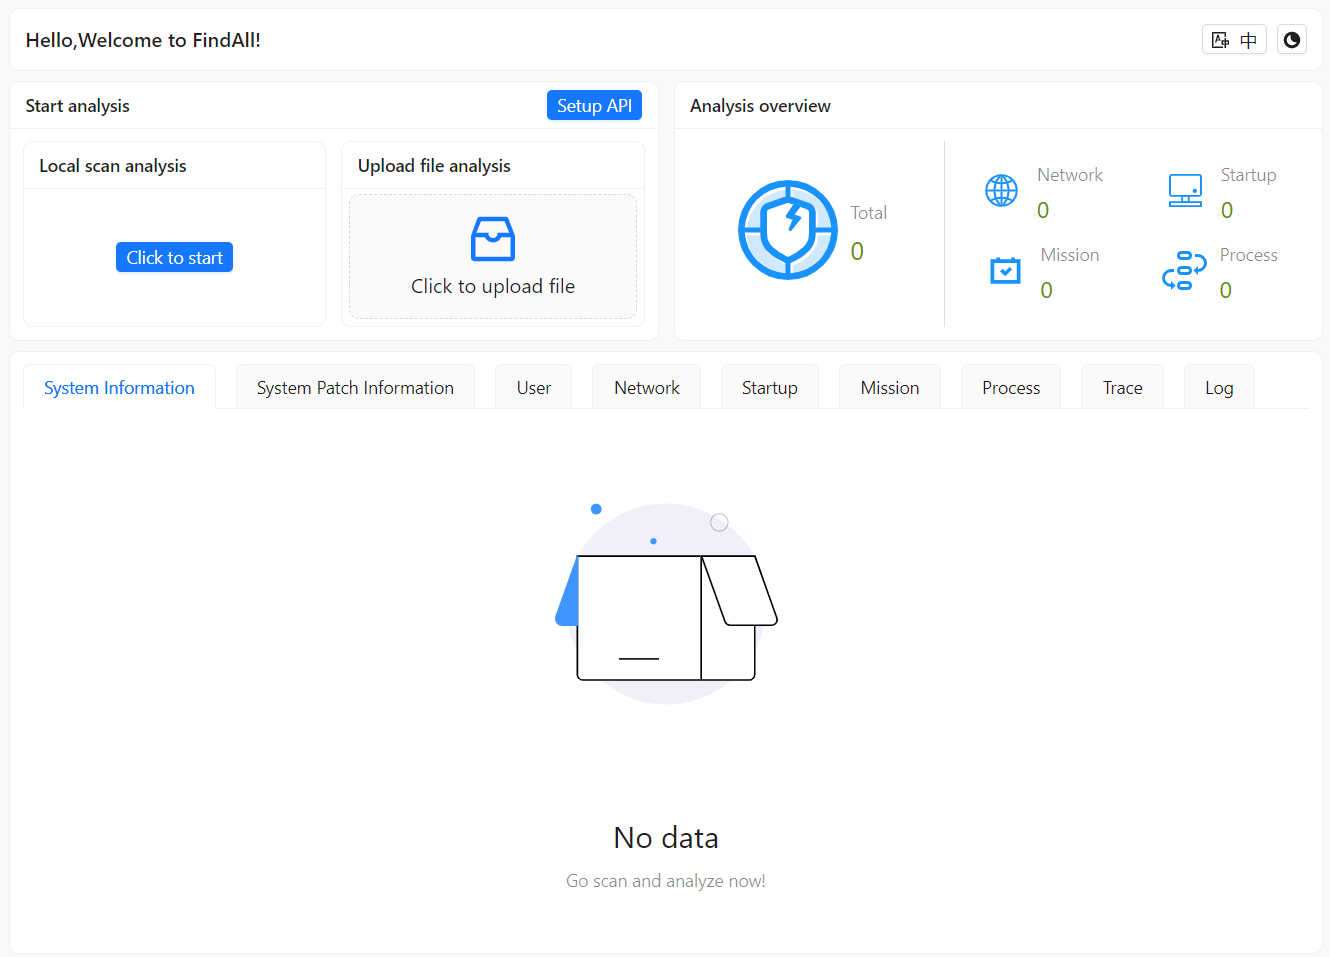 Hello,Welcome to FindAll!
中
Start analysis
Setup API
Local scan analysis
Click to start
Upload file analysis
Click to upload file
Analysis overview
Total
0
Network
0
Startup
0
Mission
0
Process
0
System Information
System Patch Information
User
Network
Startup
Mission
Process
Trace
Log
No data
Go scan and analyze now!